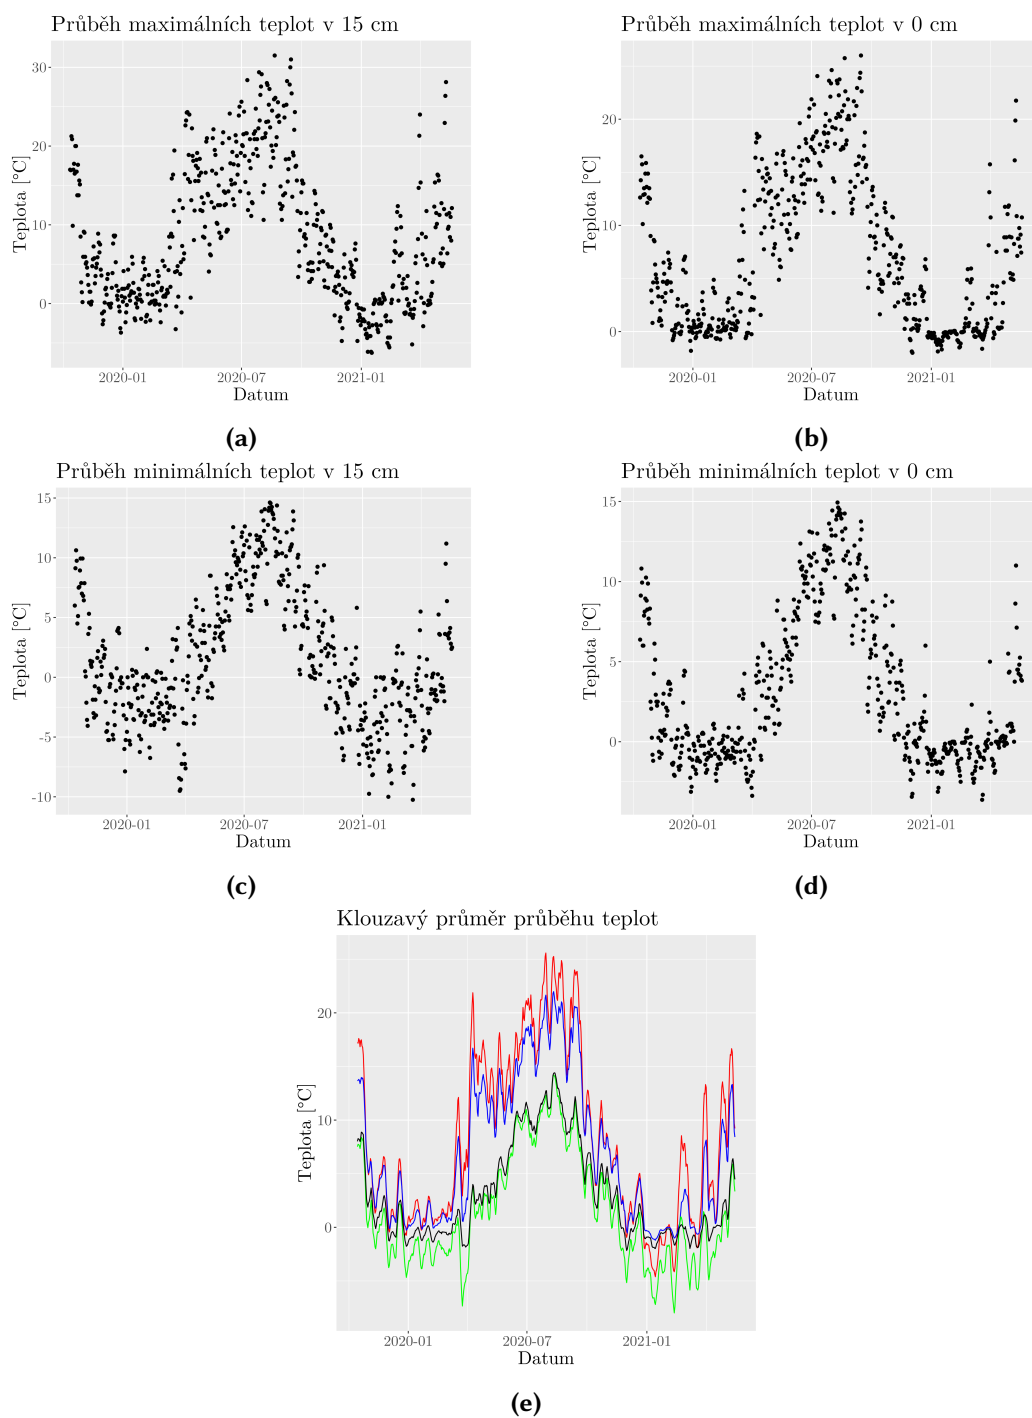 Průběh maximálních teplot v 15 cm
Teplota [°C]
30
20
10
0
2020-01 2020-07 2021-01
Datum
(a)
Průběh maximálních teplot v 0 cm
Teplota [°C]
20
10
0
2020-01 2020-07 2021-01
Datum
(b)
Průběh minimálních teplot v 15 cm
Teplota [°C]
15
10
5
0
-5
-10
2020-01 2020-07 2021-01
Datum
(c)
Průběh minimálních teplot v 0 cm
Teplota [°C]
15
10
5
0
2020-01 2020-07 2021-01
Datum
(d)
Klouzavý průměr průběhu teplot
Teplota [°C]
20
10
0
2020-01 2020-07 2021-01
Datum
(e)